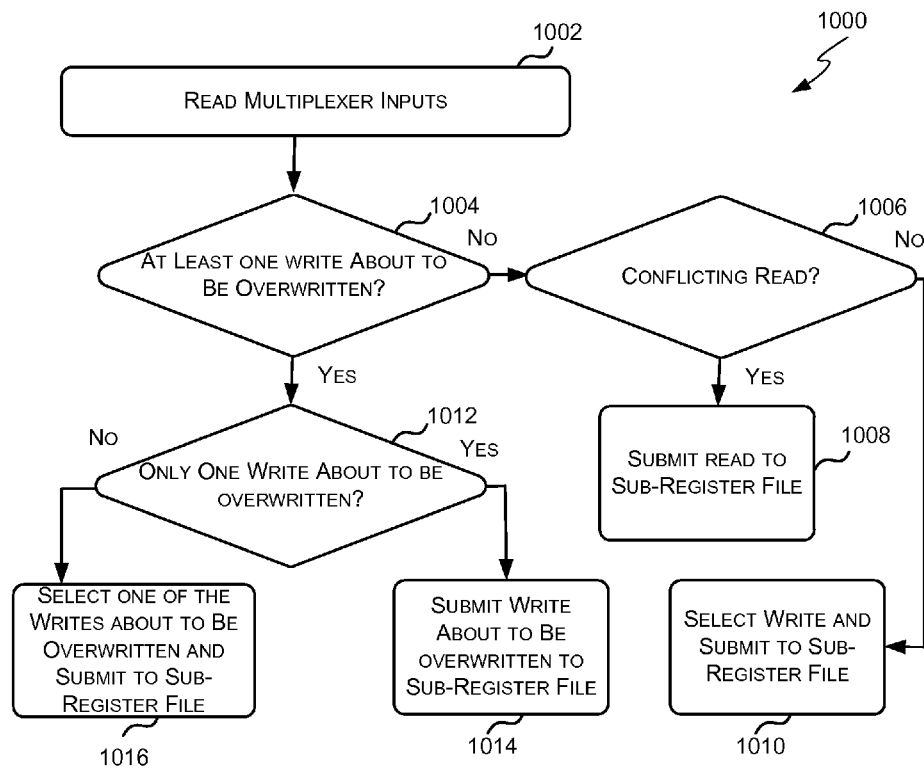 1002
1000
READ MULTIPLEXER INPUTS
1004
1006
NO
NO
AT LEAST ONE WRITE ABOUT TO
BE OVERWRITTEN?
CONFLICTING READ?
YES
YES
1012
NO
YES
1008
ONLY ONE WRITE ABOUT TO BE
OVERWRITTEN?
SUBMIT READ TO
SUB-REGISTER FILE
SELECT ONE OF THE
WRITES ABOUT TO BE
OVERWRITTEN AND
SUBMIT TO SUB-
REGISTER FILE
SUBMIT WRITE
ABOUT TO BE
OVERWRITTEN TO
SUB-REGISTER FILE
SELECT WRITE AND
SUBMIT TO SUB-
REGISTER FILE
1016
1014
1010